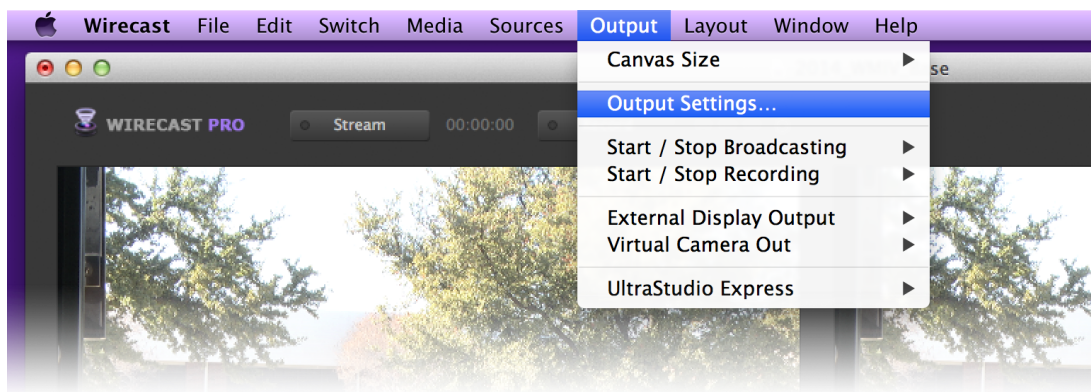 Wirecast File Edit Switch Media Sources Output Layout Window Help
Canvas Size
se
Output Settings...
WIRECAST PRO Stream 00:00:00
Start / Stop Broadcasting
Start / Stop Recording
External Display Output
Virtual Camera Out
UltraStudio Express